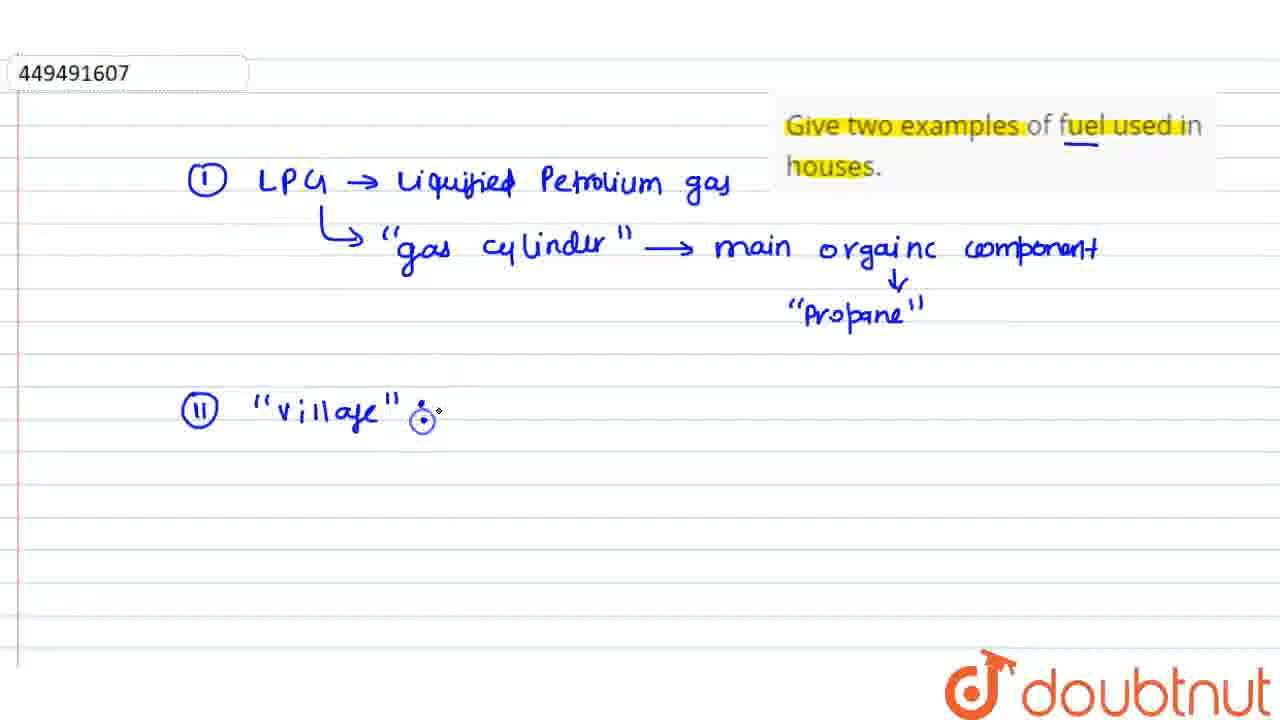 449491607
Give two examples of fuel used in
houses.
I LPG → Liquified Petrolium gas
"gas cylinder" → main orgainc component
"Propane"
II "Village" :
doubtnut